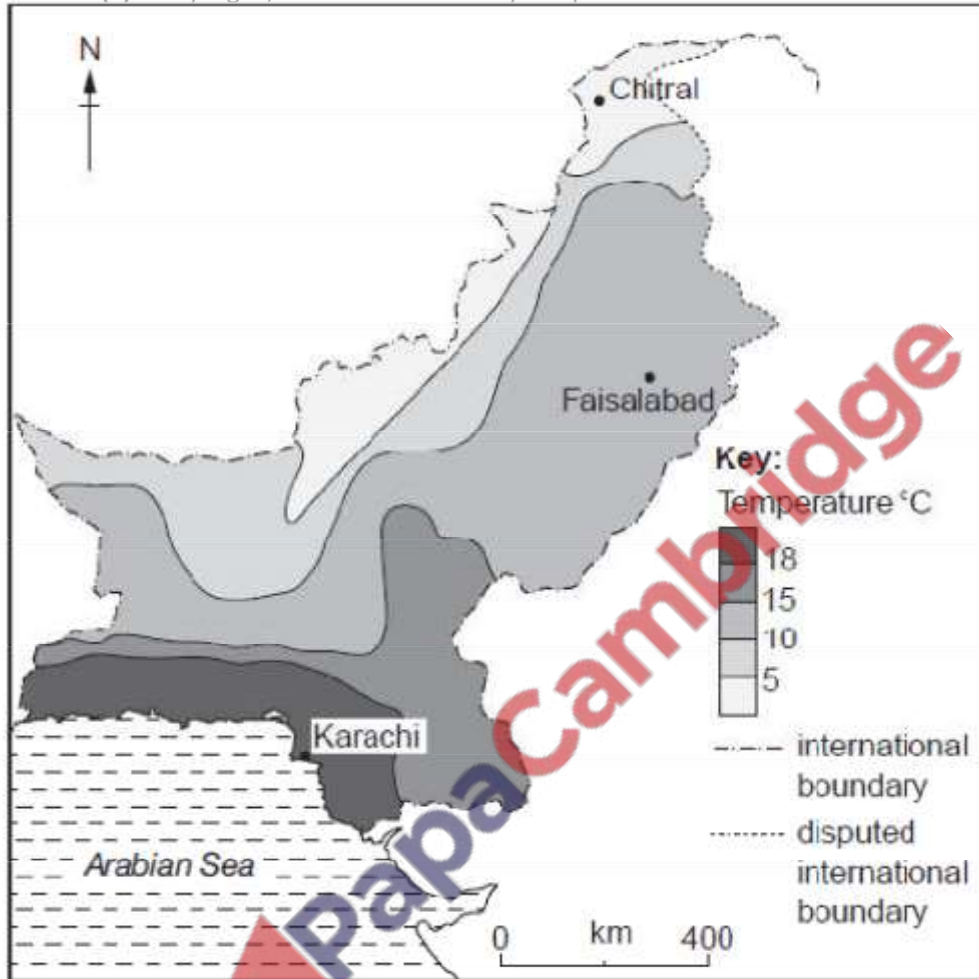 N
Chitral
Faisalabad
Key:
Temperature °C
18
15
10
5
Karachi
international
boundary
disputed
international
boundary
Arabian Sea
0 km 400
PapaCambridge